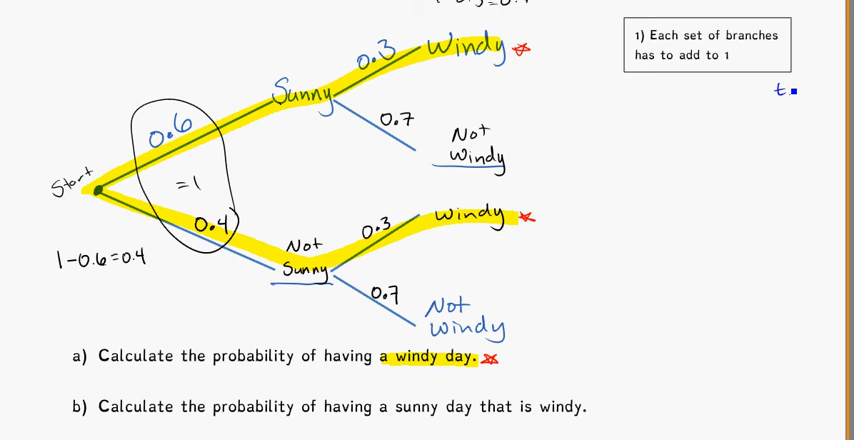 1) Each set of branches
has to add to 1
t.
0.3 Windy
Sunny
0.6
0.7
Not
Windy
Start
=1
0.4
0.3 windy
Not
Sunny
1-0.6=0.4
0.7
Not
windy
a) Calculate the probability of having a windy day.
b) Calculate the probability of having a sunny day that is windy.